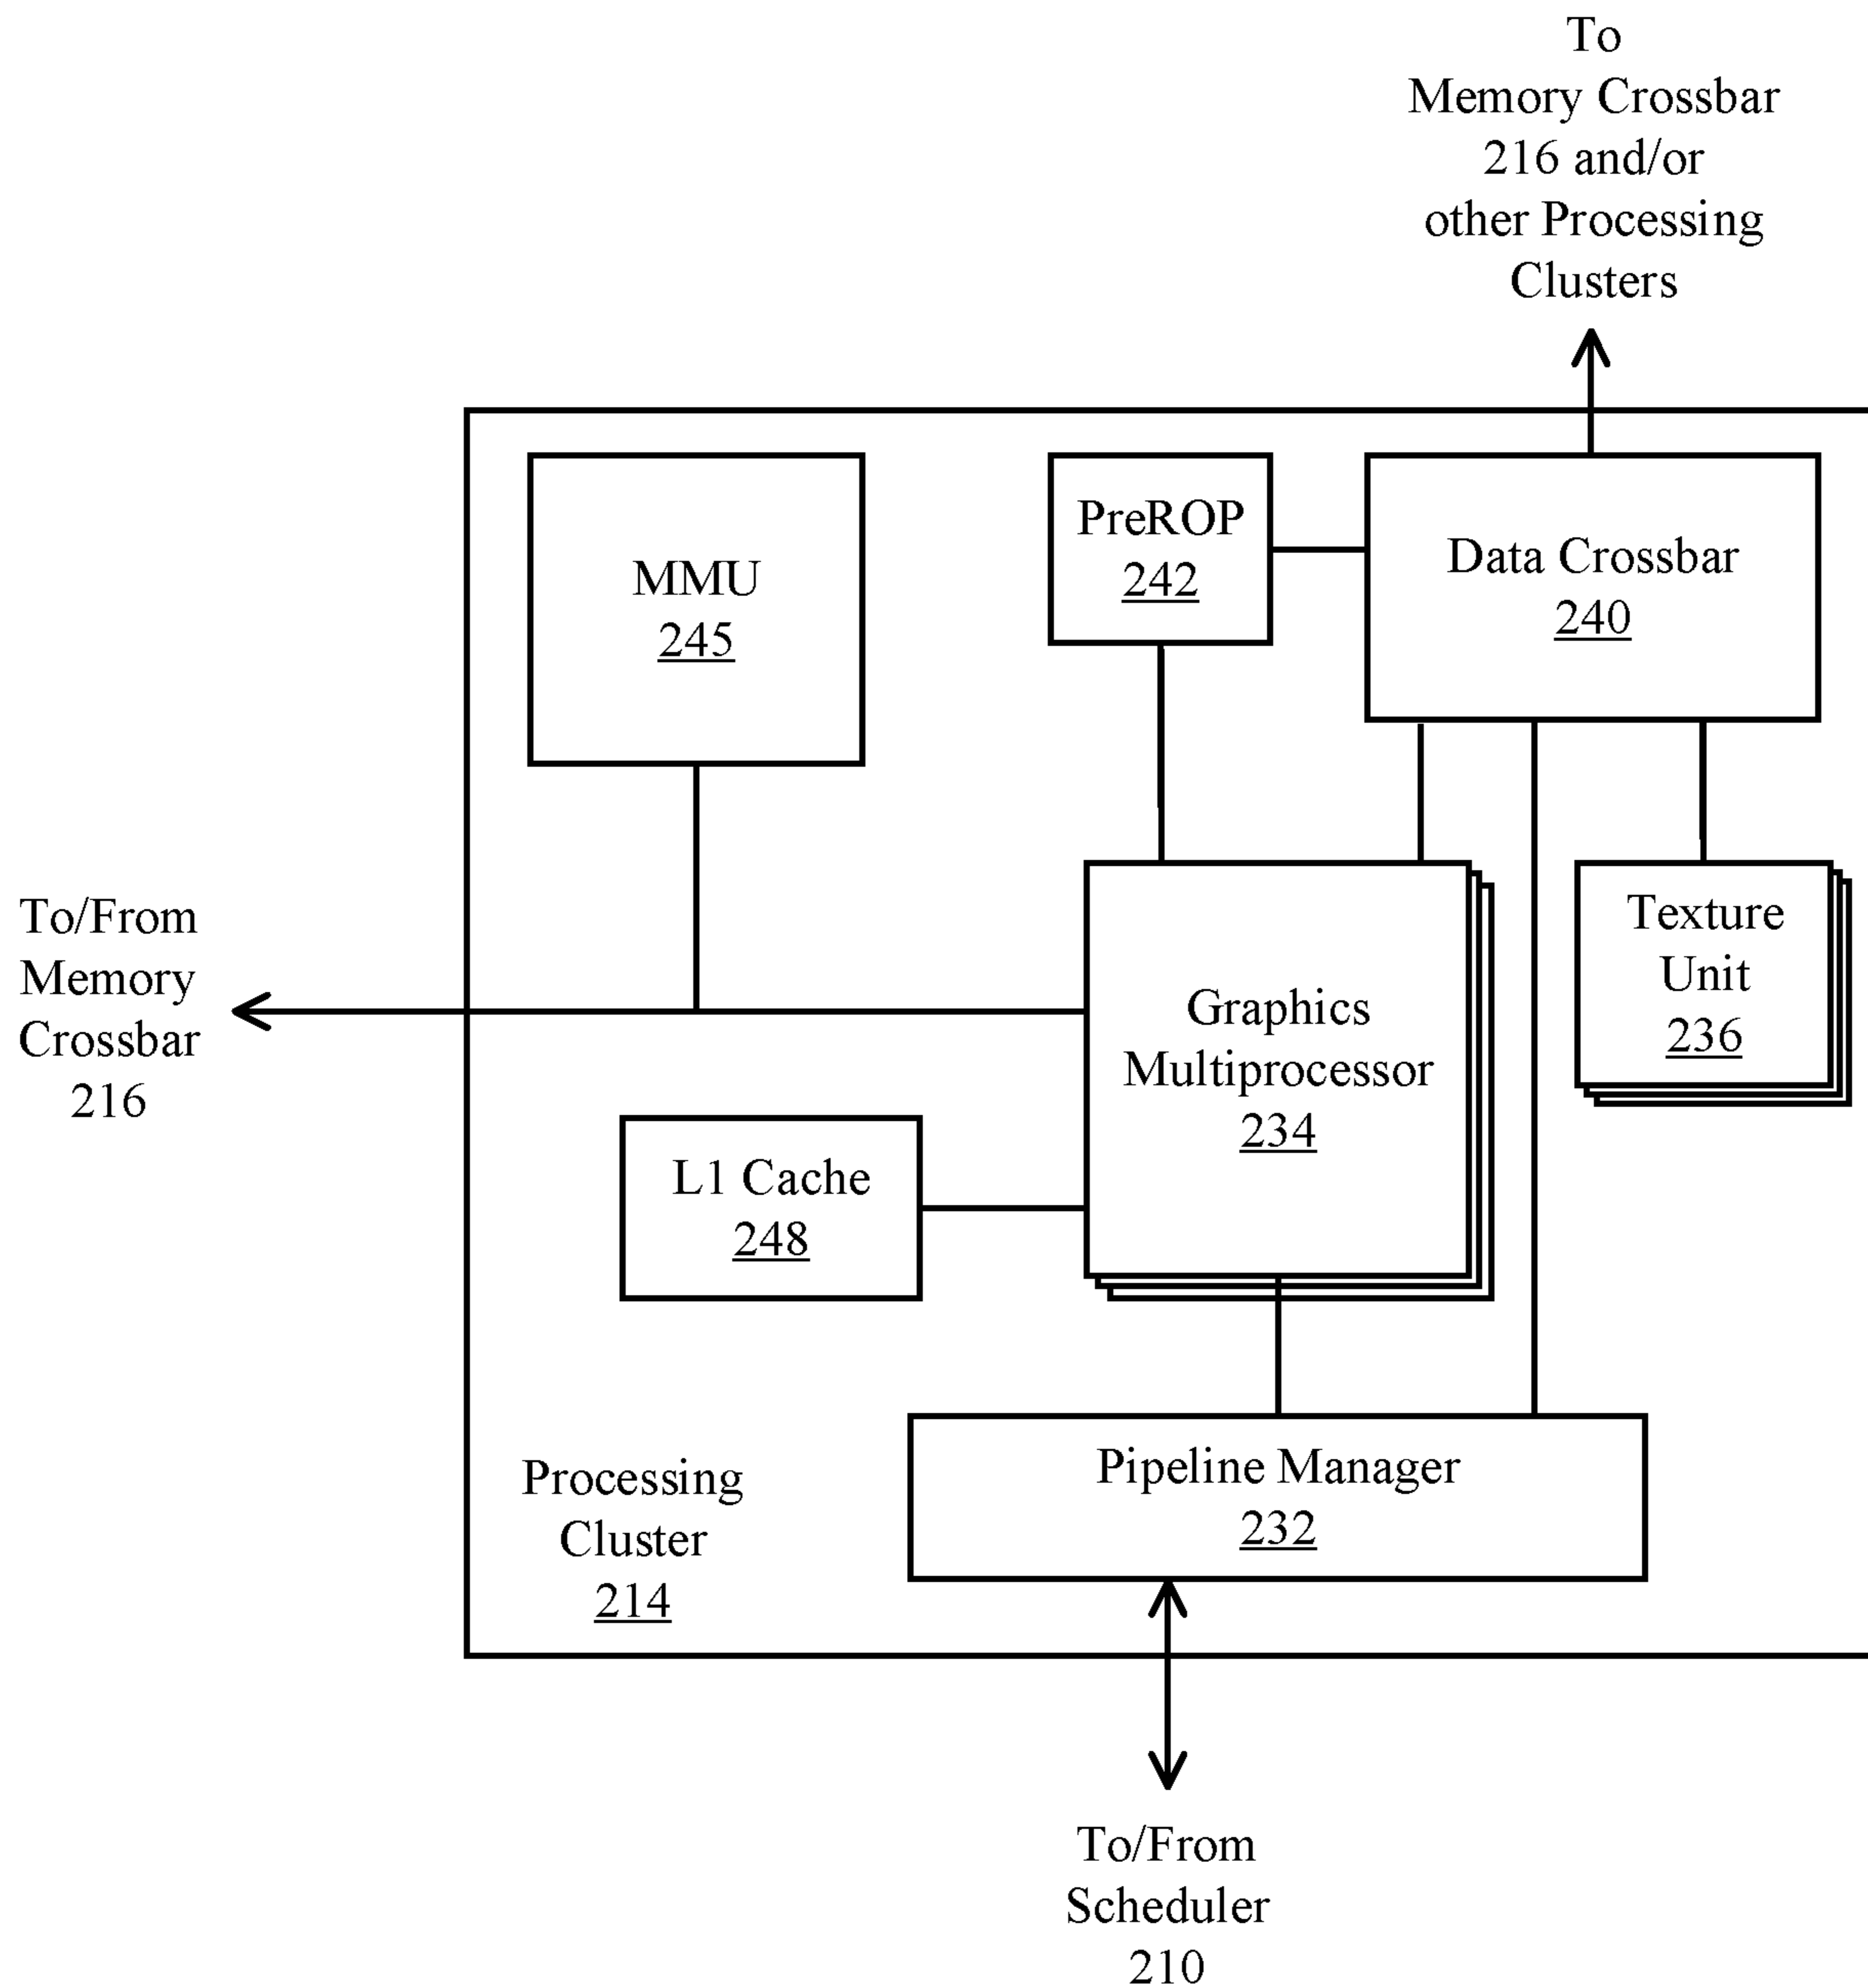 To
Memory Crossbar
216 and/or
other Processing
Clusters
MMU
245
PreROP
242
Data Crossbar
240
To/From
Memory
Crossbar
216
Graphics
Multiprocessor
234
Texture
Unit
236
L1 Cache
248
Processing
Cluster
214
Pipeline Manager
232
To/From
Scheduler
210